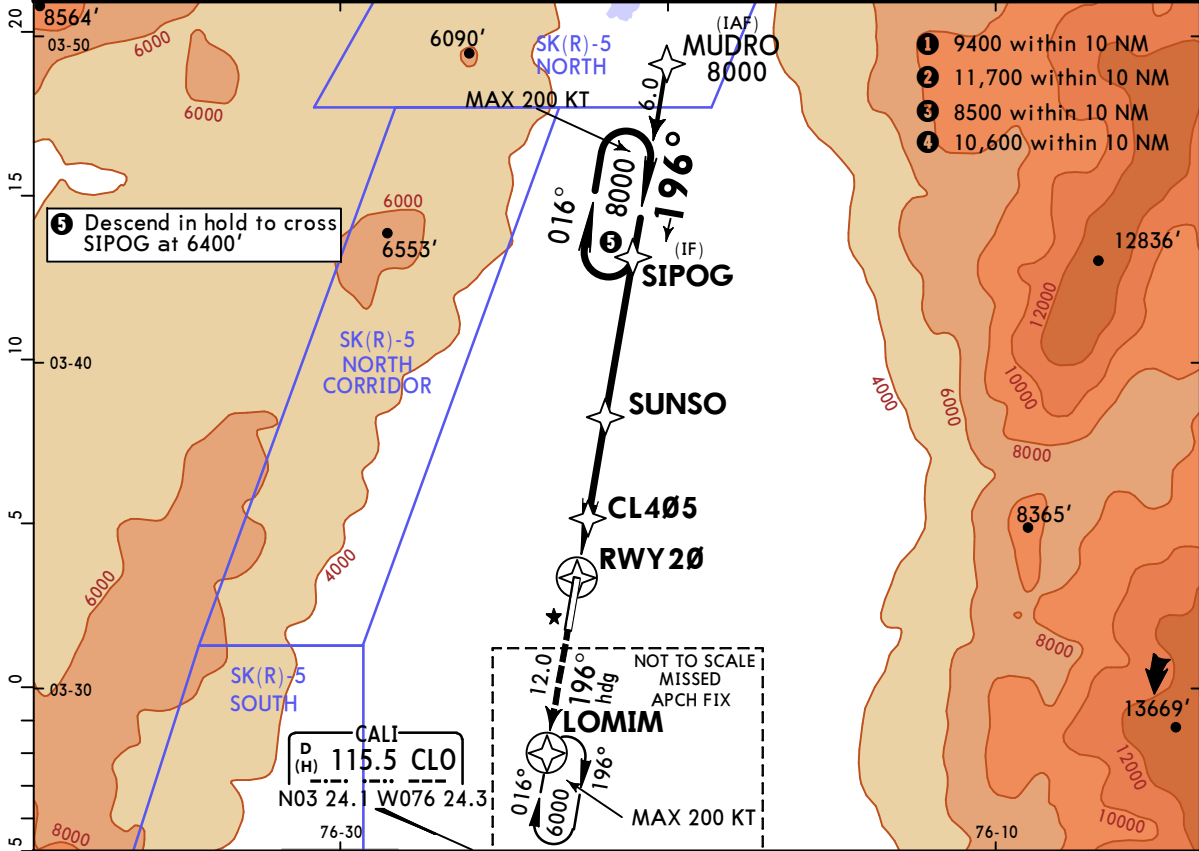 20
8564'
03-50
6000
6000
6090'
SK(R)-5
NORTH
(IAF)
MUDRO
8000
6.0
MAX 200 KT
❶ 9400 within 10 NM
❷ 11,700 within 10 NM
❸ 8500 within 10 NM
❹ 10,600 within 10 NM
15
❺ Descend in hold to cross
SIPOG at 6400'
6000
6553'
016°
8000
196°
❺
(IF)
SIPOG
12836'
12000
10
03-40
SK(R)-5
NORTH
CORRIDOR
SUNSO
4000
6000
10000
8000
5
CL4Ø5
8365'
RWY2Ø
4000
6000
8000
0
03-30
SK(R)-5
SOUTH
12.0
196°
hdg
NOT TO SCALE
MISSED
APCH FIX
LOMIM
13669'
CALI
D
(H) 115.5 CLO
N03 24.1 W076 24.3
016°
6000
196°
MAX 200 KT
12000
10000
8000
76-30
76-10
5